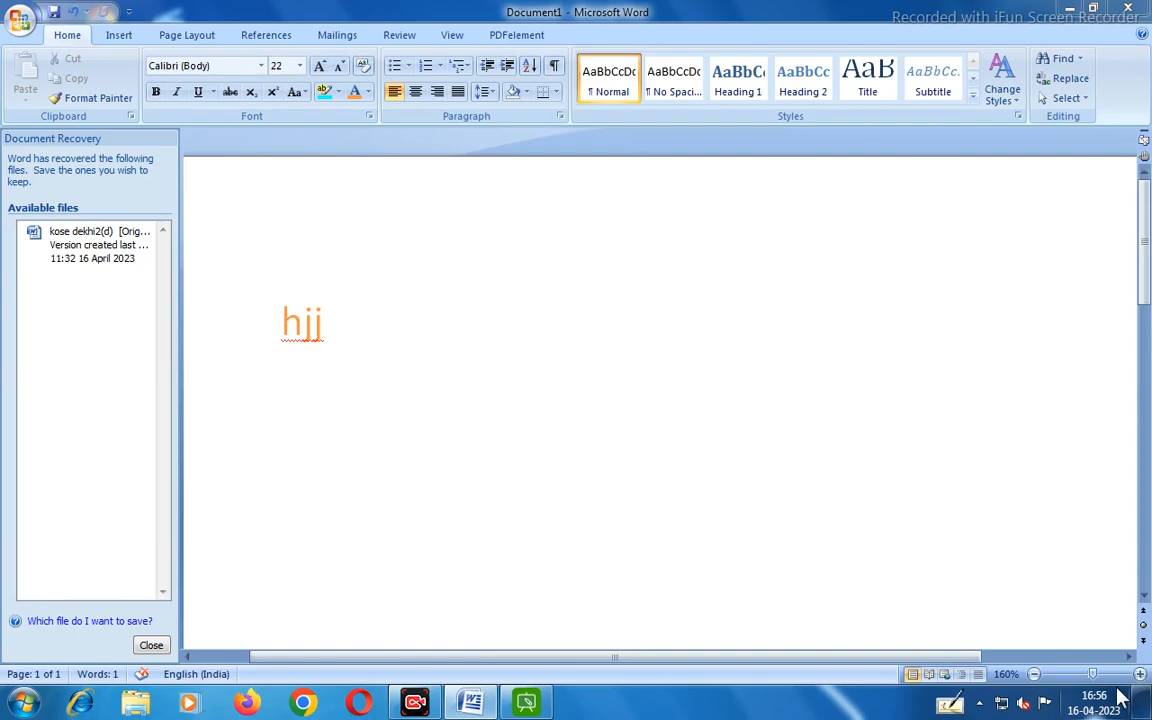 Document1 - Microsoft Word
Recorded with iFun Screen Recorder
Home Insert Page Layout References Mailings Review View PDFelement
Paste
Cut
Copy
Format Painter
Clipboard
Calibri (Body) 22
B I U abc X₂ X² Aa
Font
Paragraph
AaBbCcDc AaBbCcDc AaBbC AaBbCc AaB AaBbCc.
¶ Normal ¶ No Spaci... Heading 1 Heading 2 Title Subtitle
Change
Styles
Styles
Find
Replace
Select
Editing
Document Recovery
Word has recovered the following
files. Save the ones you wish to
keep.
Available files
kose dekhi2(d) [Orig...
Version created last ...
11:32 16 April 2023
Which file do I want to save?
Close
hjj
Page: 1 of 1 Words: 1 English (India) 160%
16:56
16-04-2023